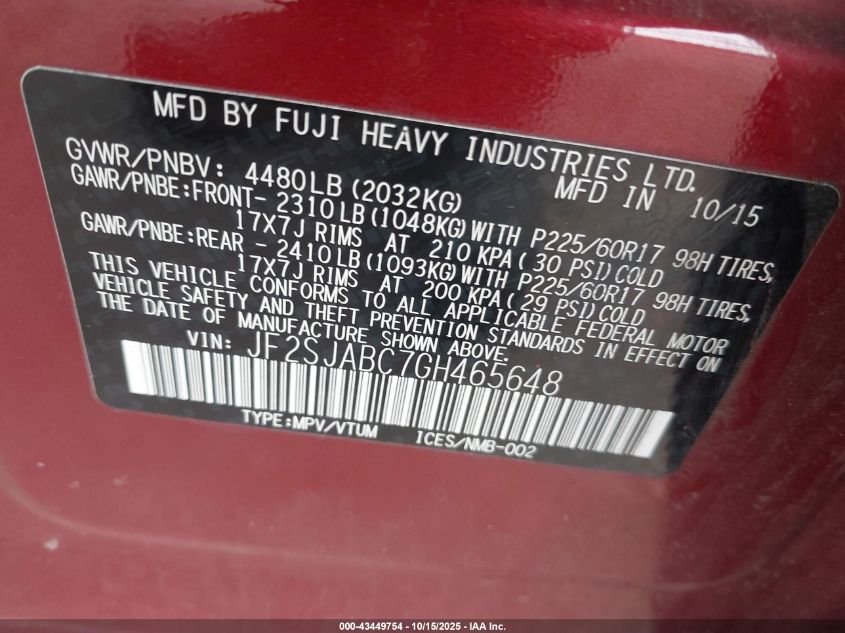 MFD BY FUJI HEAVY INDUSTRIES LTD.
GVWR/PNBV: 4480LB (2032KG) MFD IN 10/15
GAWR/PNBE:FRONT- 2310LB(1048KG)WITH P225/60R17 98H TIRES,
17X7J RIMS AT 210 KPA(30 PSI)COLD
GAWR/PNBE:REAR - 2410LB(1093KG)WITH P225/60R17 98H TIRES,
17X7J RIMS AT 200 KPA(29 PSI)COLD
THIS VEHICLE CONFORMS TO ALL APPLICABLE FEDERAL MOTOR
VEHICLE SAFETY AND THEFT PREVENTION STANDARDS IN EFFECT ON
THE DATE OF MANUFACTURE SHOWN ABOVE.
VIN: JF2SJABC7GH465648
TYPE:MPV/VTUM ICES/NMB-002
000-43449754 - 10/15/2025 - IAA Inc.